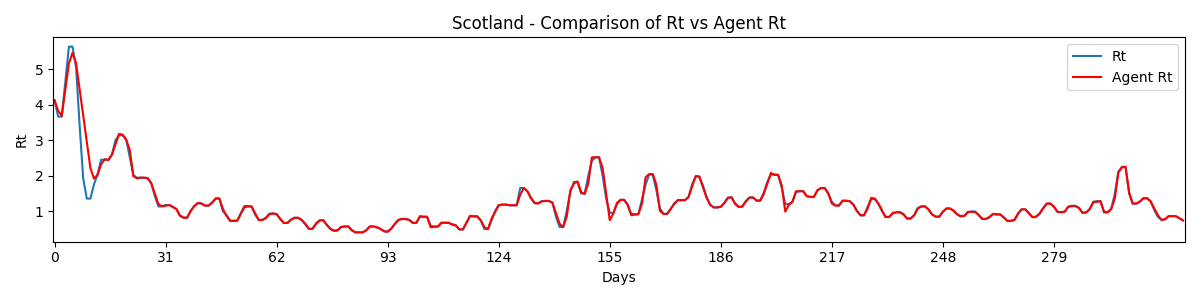 Scotland - Comparison of Rt vs Agent Rt
Rt
Agent Rt
5
4
3
2
1
Rt
0 31 62 93 124 155 186 217 248 279
Days